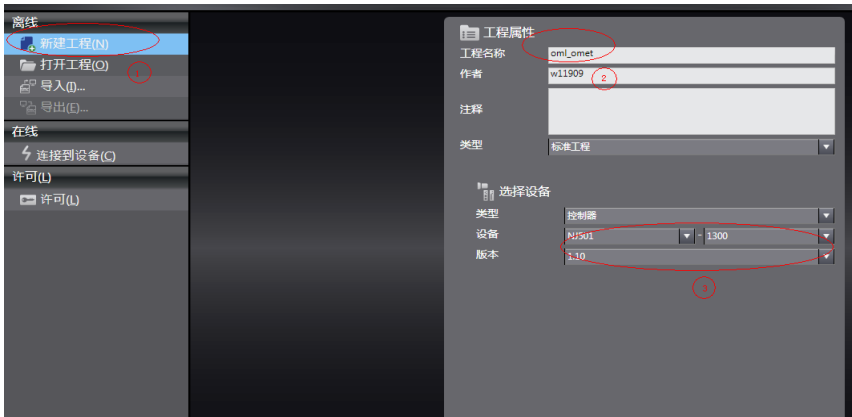 离线
新建工程(N)
打开工程(O)
导入(I)...
导出(E)...
在线
连接到设备(C)
许可(L)
许可(L)
1
工程属性
工程名称 oml_omet
作者 w11909
2
注释
类型 标准工程
选择设备
类型 控制器
设备 NJ501 - 1300
版本 1.10
3